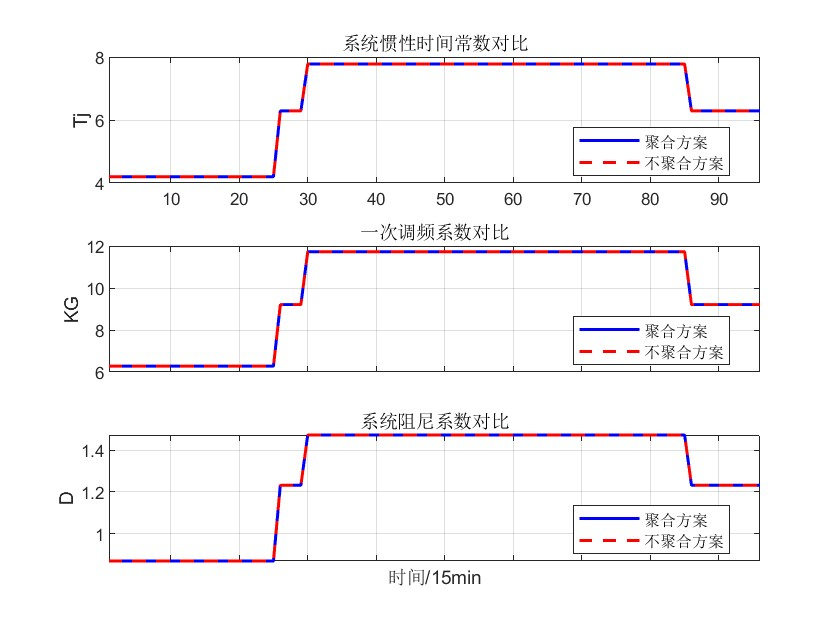 系统惯性时间常数对比
8
6
4
Tj
聚合方案
不聚合方案
10 20 30 40 50 60 70 80 90
一次调频系数对比
12
10
8
6
KG
聚合方案
不聚合方案
系统阻尼系数对比
1.4
1.2
1
D
聚合方案
不聚合方案
时间/15min